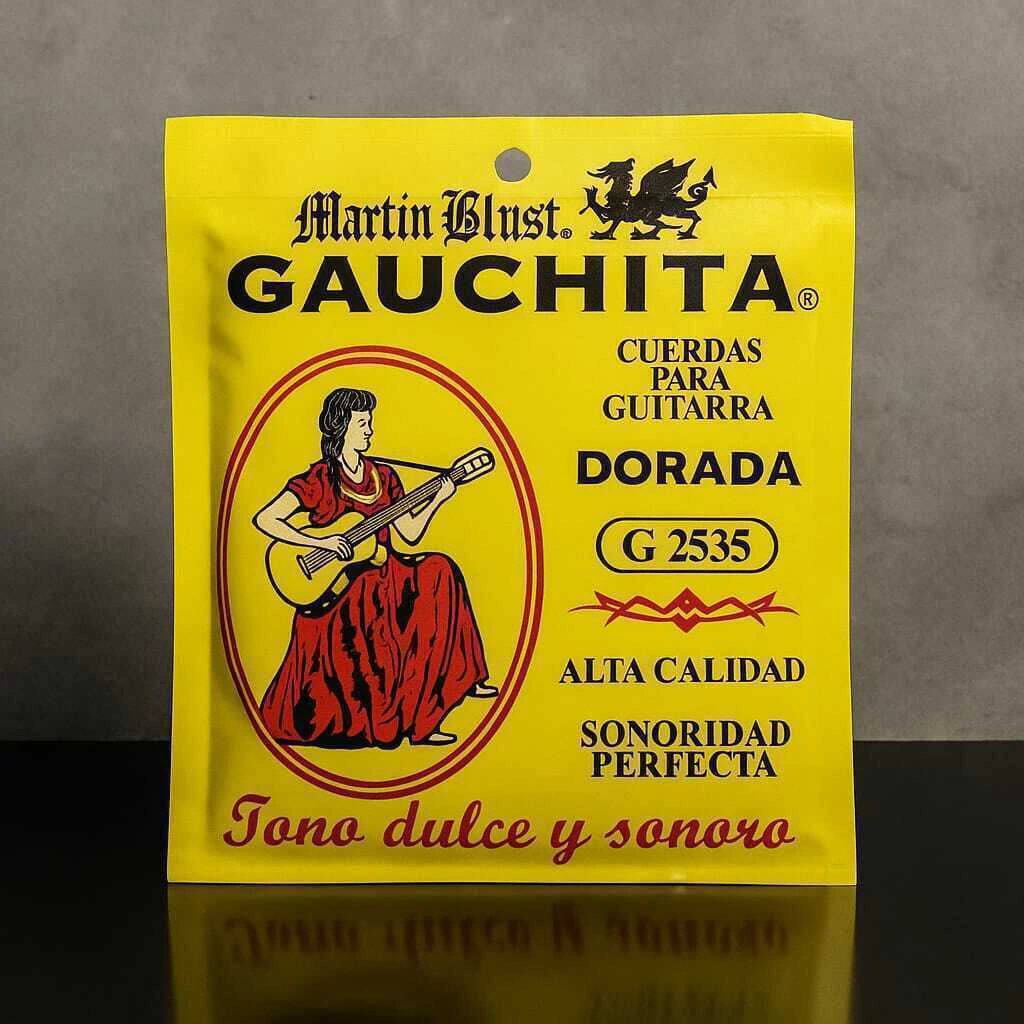 Martin Blust®
GAUCHITA®
CUERDAS
PARA
GUITARRA
DORADA
G 2535
ALTA CALIDAD
SONORIDAD
PERFECTA
Tono dulce y sonoro